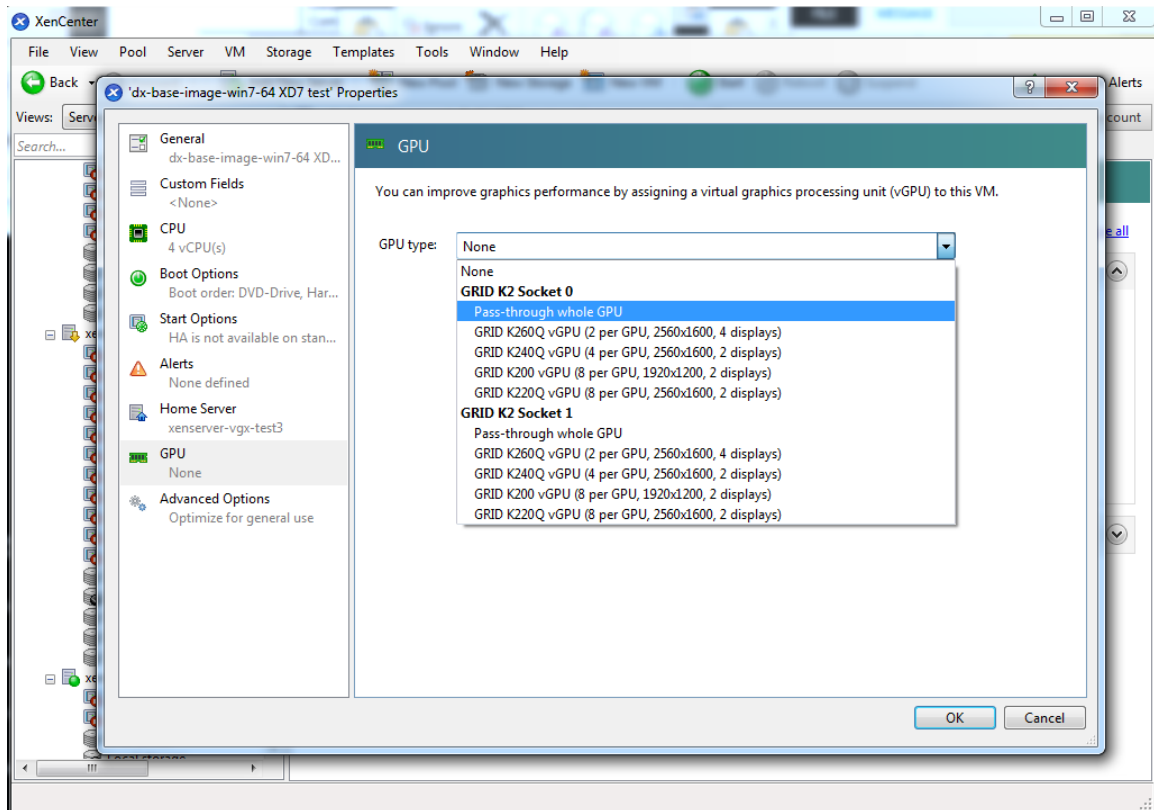 XenCenter
File View Pool Server VM Storage Templates Tools Window Help
Back
Alerts
'dx-base-image-win7-64 XD7 test' Properties
Views:
Search...
General
dx-base-image-win7-64 XD...
Custom Fields
<None>
CPU
4 vCPU(s)
Boot Options
Boot order: DVD-Drive, Har...
Start Options
HA is not available on stan...
Alerts
None defined
Home Server
xenserver-vgx-test3
GPU
None
Advanced Options
Optimize for general use
GPU
You can improve graphics performance by assigning a virtual graphics processing unit (vGPU) to this VM.
GPU type: None
None
GRID K2 Socket 0
Pass-through whole GPU
GRID K260Q vGPU (2 per GPU, 2560x1600, 4 displays)
GRID K240Q vGPU (4 per GPU, 2560x1600, 2 displays)
GRID K200 vGPU (8 per GPU, 1920x1200, 2 displays)
GRID K220Q vGPU (8 per GPU, 2560x1600, 2 displays)
GRID K2 Socket 1
Pass-through whole GPU
GRID K260Q vGPU (2 per GPU, 2560x1600, 4 displays)
GRID K240Q vGPU (4 per GPU, 2560x1600, 2 displays)
GRID K200 vGPU (8 per GPU, 1920x1200, 2 displays)
GRID K220Q vGPU (8 per GPU, 2560x1600, 2 displays)
OK Cancel